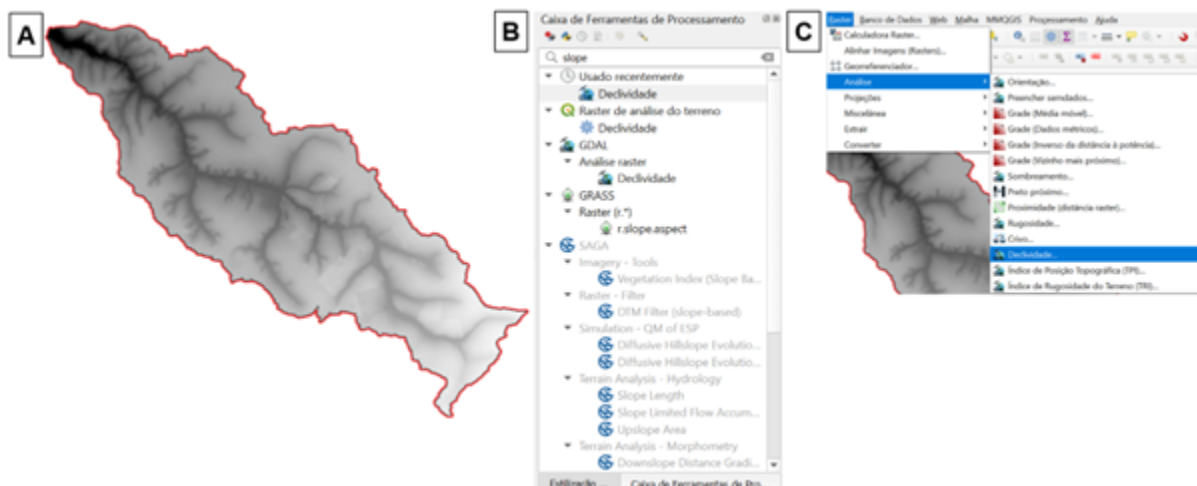 A
B
Caixa de Ferramentas de Processamento
slope
Usado recentemente
Declividade
Raster de análise do terreno
Declividade
GDAL
Análise raster
Declividade
GRASS
Raster (r.*)
r.slope.aspect
SAGA
Imagery - Tools
Vegetation Index (Slope Ba...
Raster - Filter
DTM Filter (slope-based)
Simulation - QM of ESP
Diffusive Hillslope Evolutio...
Diffusive Hillslope Evolutio...
Terrain Analysis - Hydrology
Slope Length
Slope Limited Flow Accum...
Upslope Area
Terrain Analysis - Morphometry
Downslope Distance Gradi...
Estilização ... Caixa de Ferramentas de Pro...
C
Raster Banco de Dados Web Malha MMQGIS Processamento Ajuda
Calculadora Raster...
Alinhar Imagens (Rasters)...
Georreferenciador...
Análise
Projeções
Miscelânea
Extrair
Converter
Orientação...
Preencher semdados...
Grade (Média móvel)...
Grade (Dados métricos)...
Grade (Inverso da distância à potência)...
Grade (Vizinho mais próximo)...
Sombreamento...
Preto próximo...
Proximidade (distância raster)...
Rugosidade...
Crivo...
Declividade...
Índice de Posição Topográfica (TPI)...
Índice de Rugosidade do Terreno (TRI)...